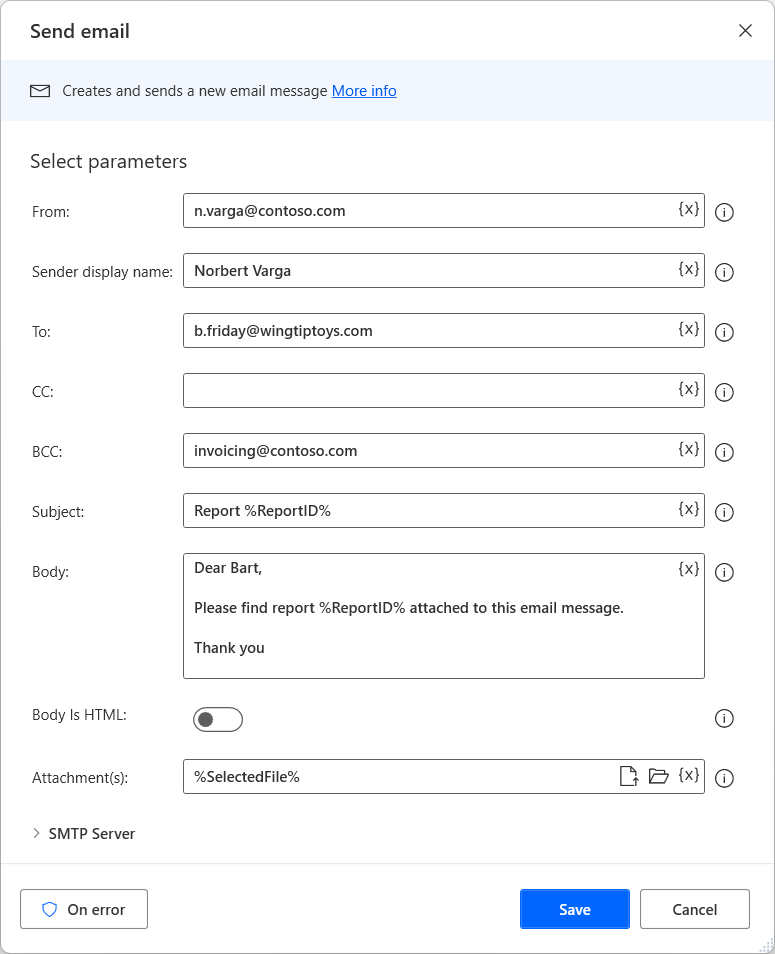 Send email
Creates and sends a new email message More info
Select parameters
From: n.varga@contoso.com {x}
Sender display name: Norbert Varga {x}
To: b.friday@wingtiptoys.com {x}
CC: {x}
BCC: invoicing@contoso.com {x}
Subject: Report %ReportID% {x}
Body: Dear Bart, {x}
Please find report %ReportID% attached to this email message.
Thank you
Body Is HTML:
Attachment(s): %SelectedFile% {x}
SMTP Server
On error Save Cancel